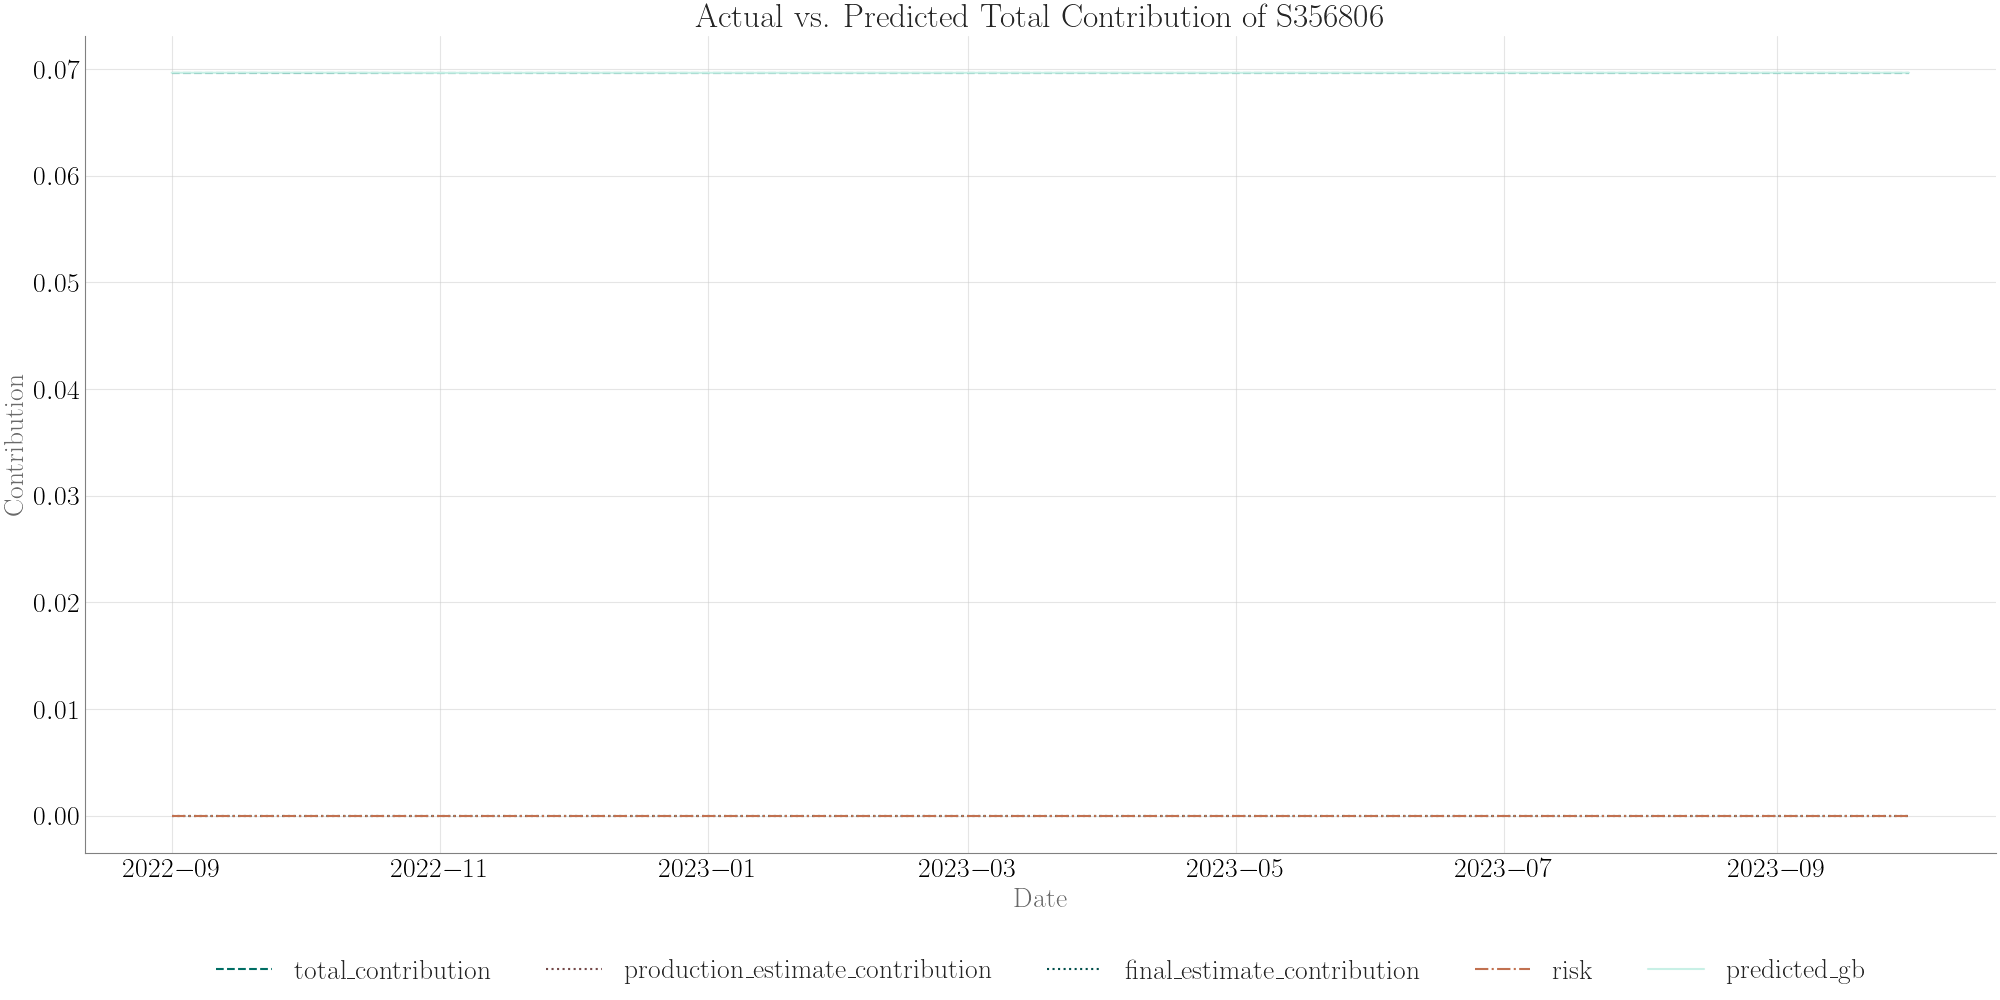 Actual vs. Predicted Total Contribution of S356806
0.07
0.06
0.05
0.04
0.03
0.02
0.01
0.00
Contribution
2022−09 2022−11 2023−01 2023−03 2023−05 2023−07 2023−09
Date
total_contribution production_estimate_contribution final_estimate_contribution risk predicted_gb